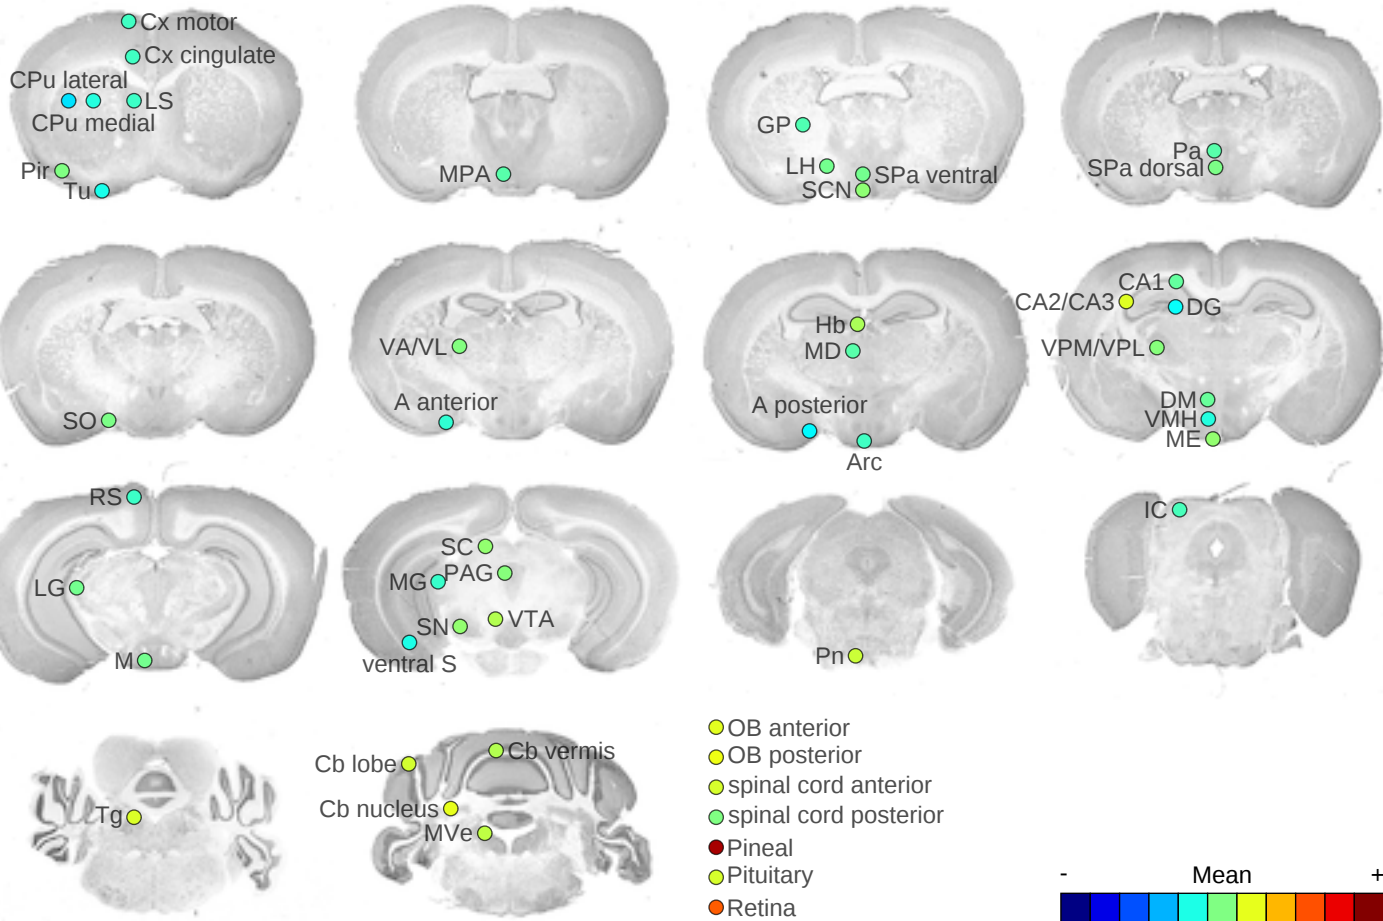 Cx motor
Cx cingulate
CPu lateral
LS
CPu medial
Pir
Tu
MPA
GP
LH
SPa ventral
SCN
Pa
SPa dorsal
SO
VA/VL
A anterior
Hb
MD
A posterior
Arc
CA1
CA2/CA3
DG
VPM/VPL
DM
VMH
ME
RS
LG
M
SC
MG
PAG
SN
VTA
ventral S
Pn
IC
Tg
Cb lobe
Cb vermis
Cb nucleus
MVe
OB anterior
OB posterior
spinal cord anterior
spinal cord posterior
Pineal
Pituitary
Retina
- Mean +